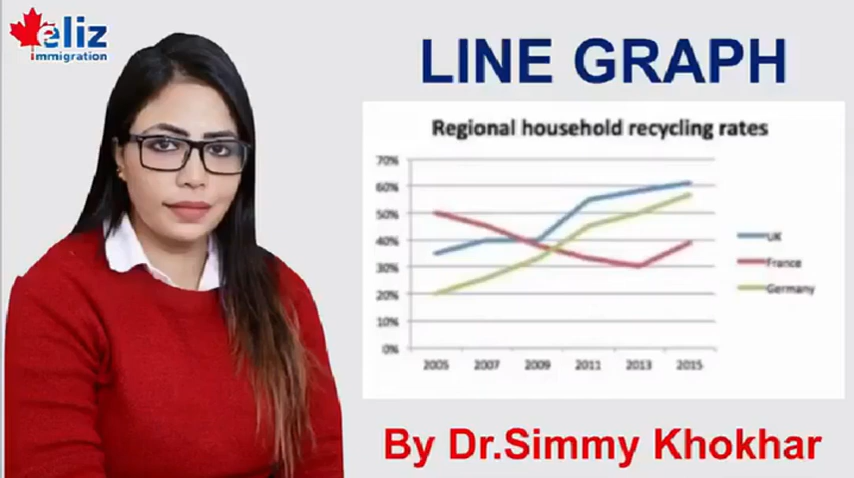 eliz
immigration
LINE GRAPH
Regional household recycling rates
70%
60%
50%
40%
30%
20%
10%
0%
2005 2007 2009 2011 2013 2015
UK
France
Germany
By Dr.Simmy Khokhar